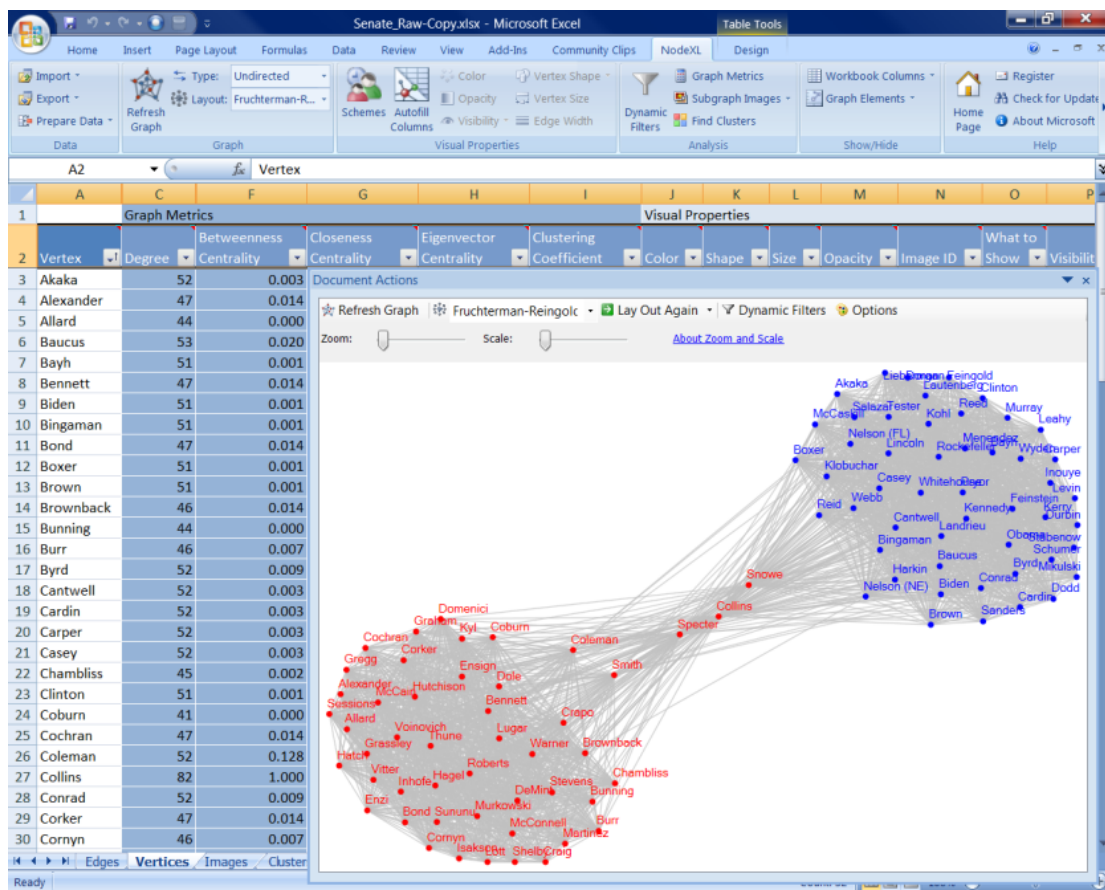 Senate_Raw-Copy.xlsx - Microsoft Excel
Table Tools
Home Insert Page Layout Formulas Data Review View Add-Ins Community Clips NodeXL Design
Import
Export
Prepare Data
Data
Refresh Graph
Type: Undirected
Layout: Fruchterman-R...
Graph
Schemes
Autofill Columns
Color
Opacity
Visibility
Vertex Shape
Vertex Size
Edge Width
Visual Properties
Dynamic Filters
Graph Metrics
Subgraph Images
Find Clusters
Analysis
Workbook Columns
Graph Elements
Show/Hide
Home Page
Register
Check for Update
About Microsoft
Help
A2 fx Vertex
A C F G H I J K L M N O P
1 Graph Metrics Visual Properties
2 Vertex Degree Betweenness Centrality Closeness Centrality Eigenvector Centrality Clustering Coefficient Color Shape Size Opacity Image ID What to Show Visibilit
3 Akaka 52 0.003
4 Alexander 47 0.014
5 Allard 44 0.000
6 Baucus 53 0.020
7 Bayh 51 0.001
8 Bennett 47 0.014
9 Biden 51 0.001
10 Bingaman 51 0.001
11 Bond 47 0.014
12 Boxer 51 0.001
13 Brown 51 0.001
14 Brownback 46 0.014
15 Bunning 44 0.000
16 Burr 46 0.007
17 Byrd 52 0.009
18 Cantwell 52 0.003
19 Cardin 52 0.003
20 Carper 52 0.003
21 Casey 52 0.003
22 Chambliss 45 0.002
23 Clinton 51 0.001
24 Coburn 41 0.000
25 Cochran 47 0.014
26 Coleman 52 0.128
27 Collins 82 1.000
28 Conrad 52 0.009
29 Corker 47 0.014
30 Cornyn 46 0.007
Document Actions
Refresh Graph Fruchterman-Reingolc Lay Out Again Dynamic Filters Options
Zoom: Scale: About Zoom and Scale
Feingold
Akaka
Lautenberg
Clinton
Salazar
Tester
Reed
Murray
McCaskill
Kohl
Leahy
Nelson (FL)
Menendez
Lincoln
Rockefeller
Wyden
Carper
Boxer
Klobuchar
Inouye
Casey
Whitehouse
Pryor
Levin
Reid
Webb
Feinstein
Kennedy
Kerry
Durbin
Cantwell
Landrieu
Bingaman
Obama
Stabenow
Schumer
Baucus
Harkin
Byrd
Mikulski
Nelson (NE)
Biden
Conrad
Dodd
Cardin
Brown
Sanders
Snowe
Collins
Specter
Domenici
Graham
Kyl
Coburn
Cochran
Coleman
Corker
Gregg
Ensign
Smith
Alexander
McCain
Hutchison
Dole
Sessions
Bennett
Allard
Crapo
Voinovich
Thune
Lugar
Grassley
Warner
Brownback
Hatch
Roberts
Vitter
Inhofe
Hagel
Stevens
Chambliss
Enzi
DeMint
Bunning
Bond
Sununu
Murkowski
McConnell
Burr
Martinez
Cornyn
Isakson
Lott
Shelby
Craig
Edges Vertices Images Cluster
Ready